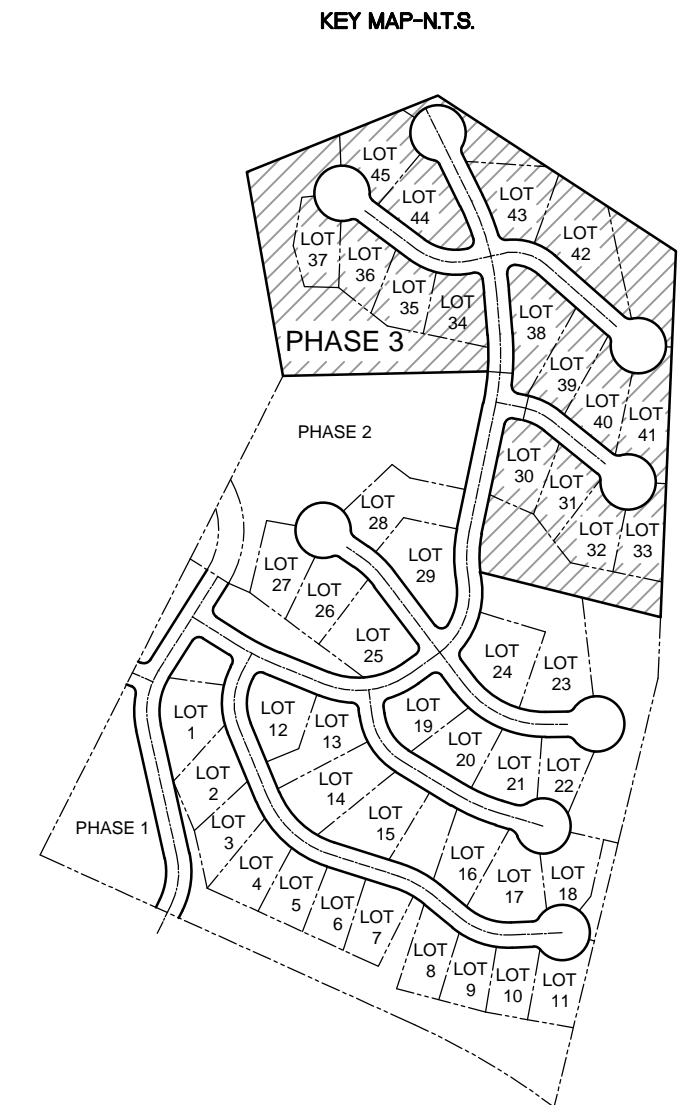 KEY MAP-N.T.S.
LOT
45
LOT
44
LOT
43
LOT
42
LOT
37
LOT
36
LOT
35
LOT
34
LOT
38
PHASE 3
LOT
39
LOT
40
LOT
41
PHASE 2
LOT
30
LOT
31
LOT
32
LOT
33
LOT
28
LOT
29
LOT
27
LOT
26
LOT
25
LOT
24
LOT
23
LOT
1
LOT
12
LOT
13
LOT
19
LOT
20
LOT
21
LOT
22
LOT
2
LOT
14
LOT
15
PHASE 1
LOT
3
LOT
4
LOT
5
LOT
6
LOT
7
LOT
16
LOT
17
LOT
18
LOT
8
LOT
9
LOT
10
LOT
11